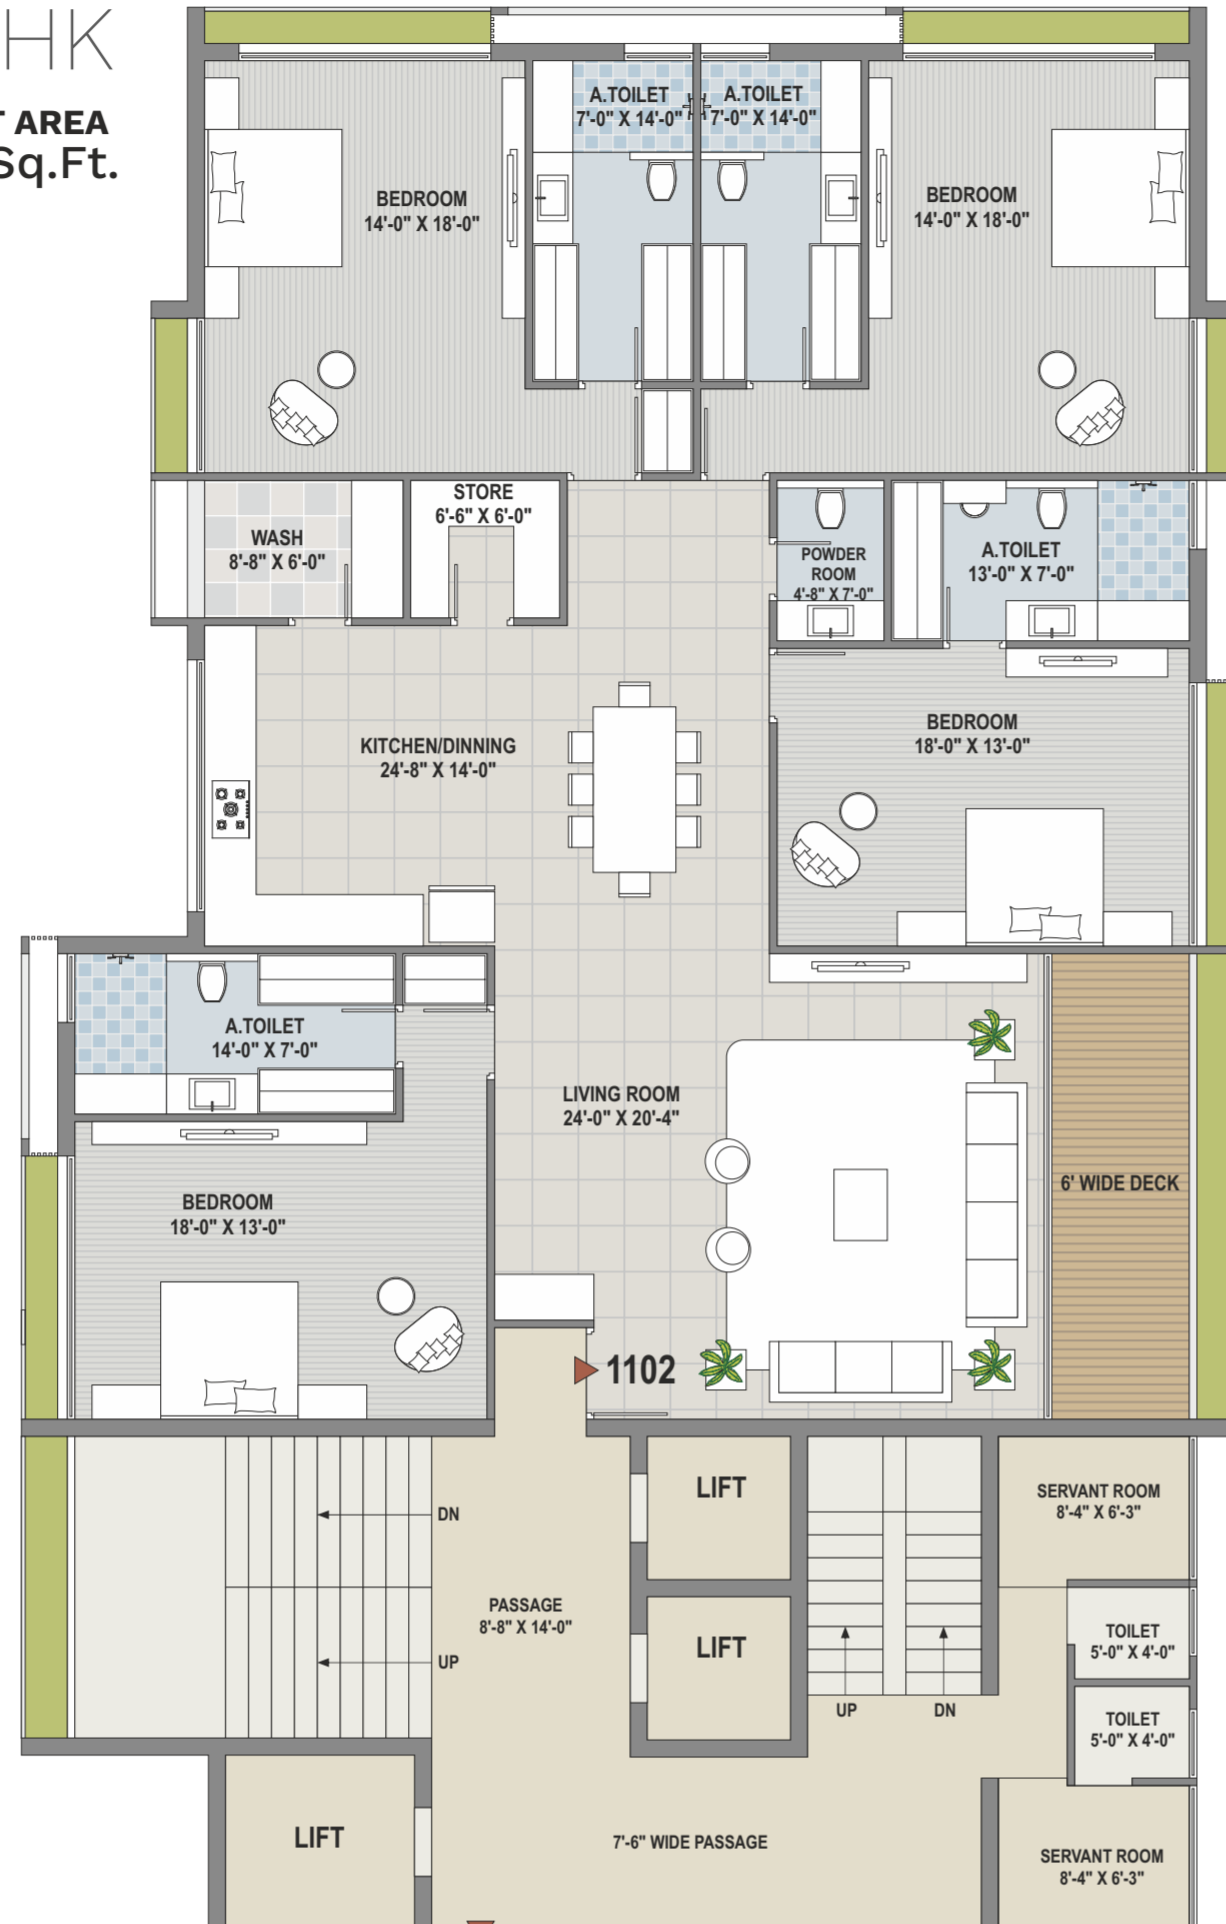 HK
T AREA
Sq.Ft.
A.TOILET
7'-0" X 14'-0"
A.TOILET
7'-0" X 14'-0"
BEDROOM
14'-0" X 18'-0"
BEDROOM
14'-0" X 18'-0"
STORE
6'-6" X 6'-0"
WASH
8'-8" X 6'-0"
POWDER
ROOM
4'-8" X 7'-0"
A.TOILET
13'-0" X 7'-0"
KITCHEN/DINNING
24'-8" X 14'-0"
BEDROOM
18'-0" X 13'-0"
A.TOILET
14'-0" X 7'-0"
LIVING ROOM
24'-0" X 20'-4"
BEDROOM
18'-0" X 13'-0"
6' WIDE DECK
1102
LIFT
SERVANT ROOM
8'-4" X 6'-3"
DN
PASSAGE
8'-8" X 14'-0"
LIFT
TOILET
5'-0" X 4'-0"
UP
UP
DN
TOILET
5'-0" X 4'-0"
LIFT
7'-6" WIDE PASSAGE
SERVANT ROOM
8'-4" X 6'-3"